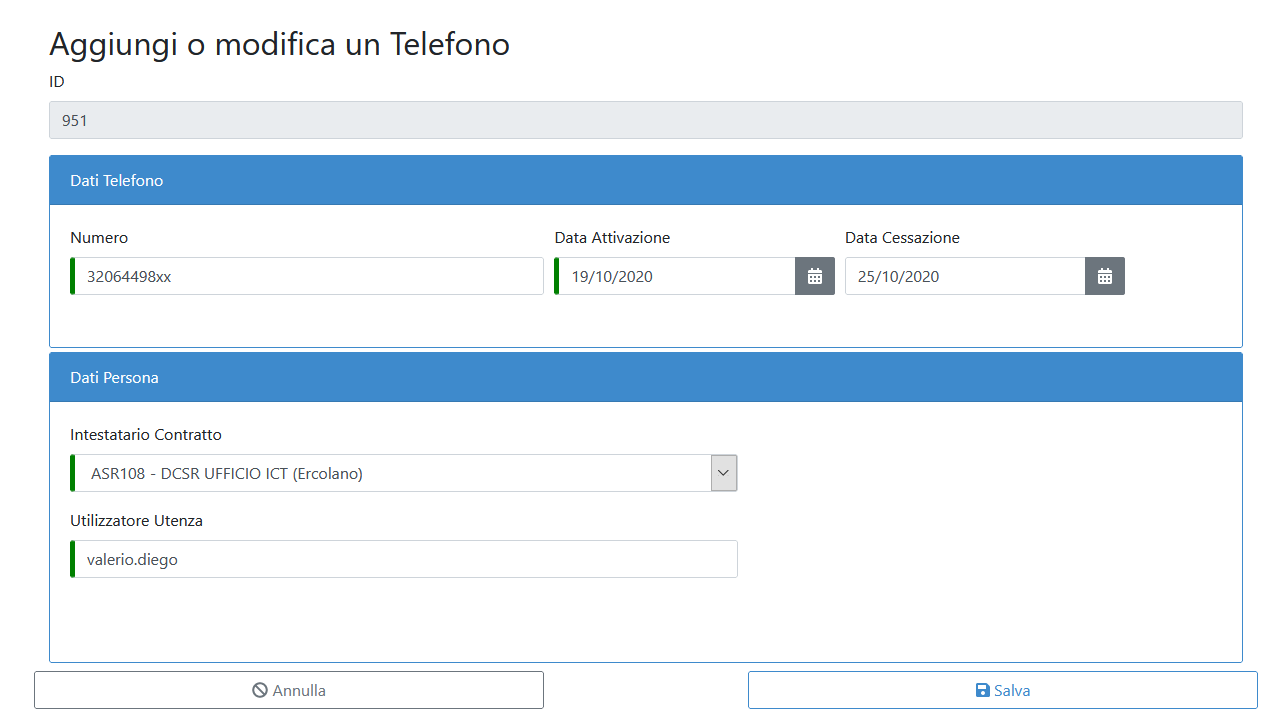 Aggiungi o modifica un Telefono
ID
951
Dati Telefono
Numero Data Attivazione Data Cessazione
32064498xx 19/10/2020 25/10/2020
Dati Persona
Intestatario Contratto
ASR108 - DCSR UFFICIO ICT (Ercolano)
Utilizzatore Utenza
valerio.diego
Annulla Salva